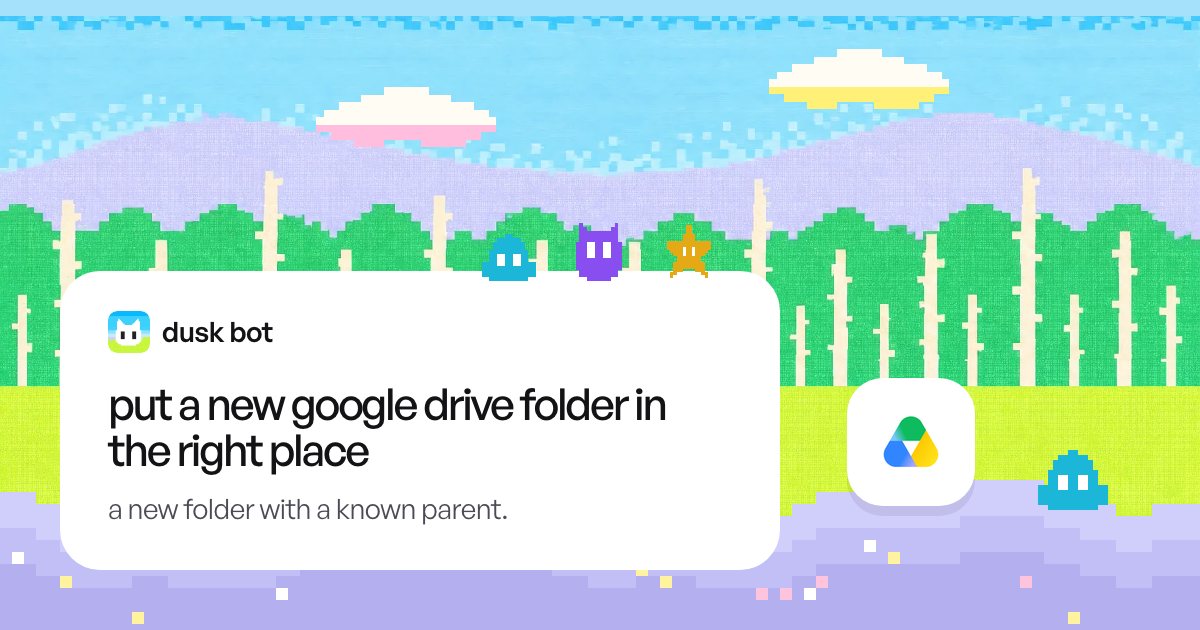 dusk bot
put a new google drive folder in
the right place
a new folder with a known parent.